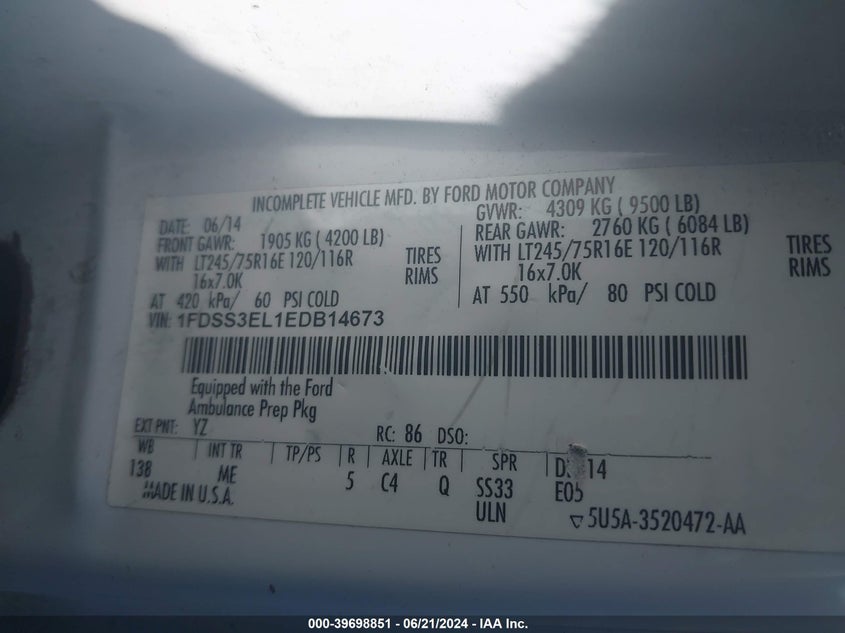 INCOMPLETE VEHICLE MFD. BY FORD MOTOR COMPANY
DATE: 06/14 GVWR: 4309 KG ( 9500 LB)
FRONT GAWR: 1905 KG ( 4200 LB) REAR GAWR: 2760 KG ( 6084 LB)
WITH LT245/75R16E 120/116R TIRES WITH LT245/75R16E 120/116R TIRES
16x7.0K RIMS 16x7.0K RIMS
AT 420 kPa/ 60 PSI COLD AT 550 kPa/ 80 PSI COLD
VIN: 1FDSS3EL1EDB14673
Equipped with the Ford
Ambulance Prep Pkg
EXT PNT: YZ RC: 86 DSO:
WB INT TR TP/PS R AXLE TR SPR
138 ME 5 C4 Q SS33 E05
MADE IN U.S.A. ULN ▽5U5A-3520472-AA
000-39698851 - 06/21/2024 - IAA Inc.